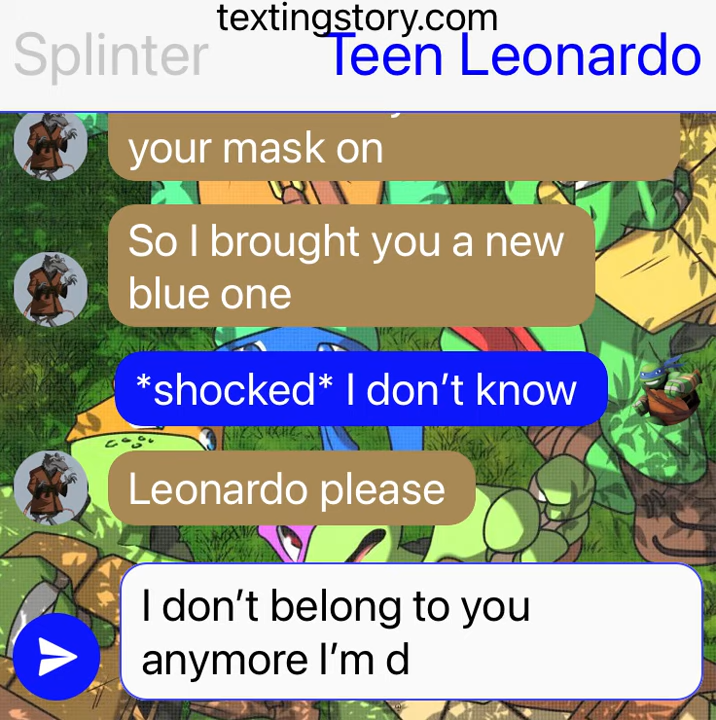 textingstory.com
Splinter
Teen Leonardo
your mask on
So I brought you a new
blue one
*shocked* I don't know
Leonardo please
I don't belong to you
anymore I'm d